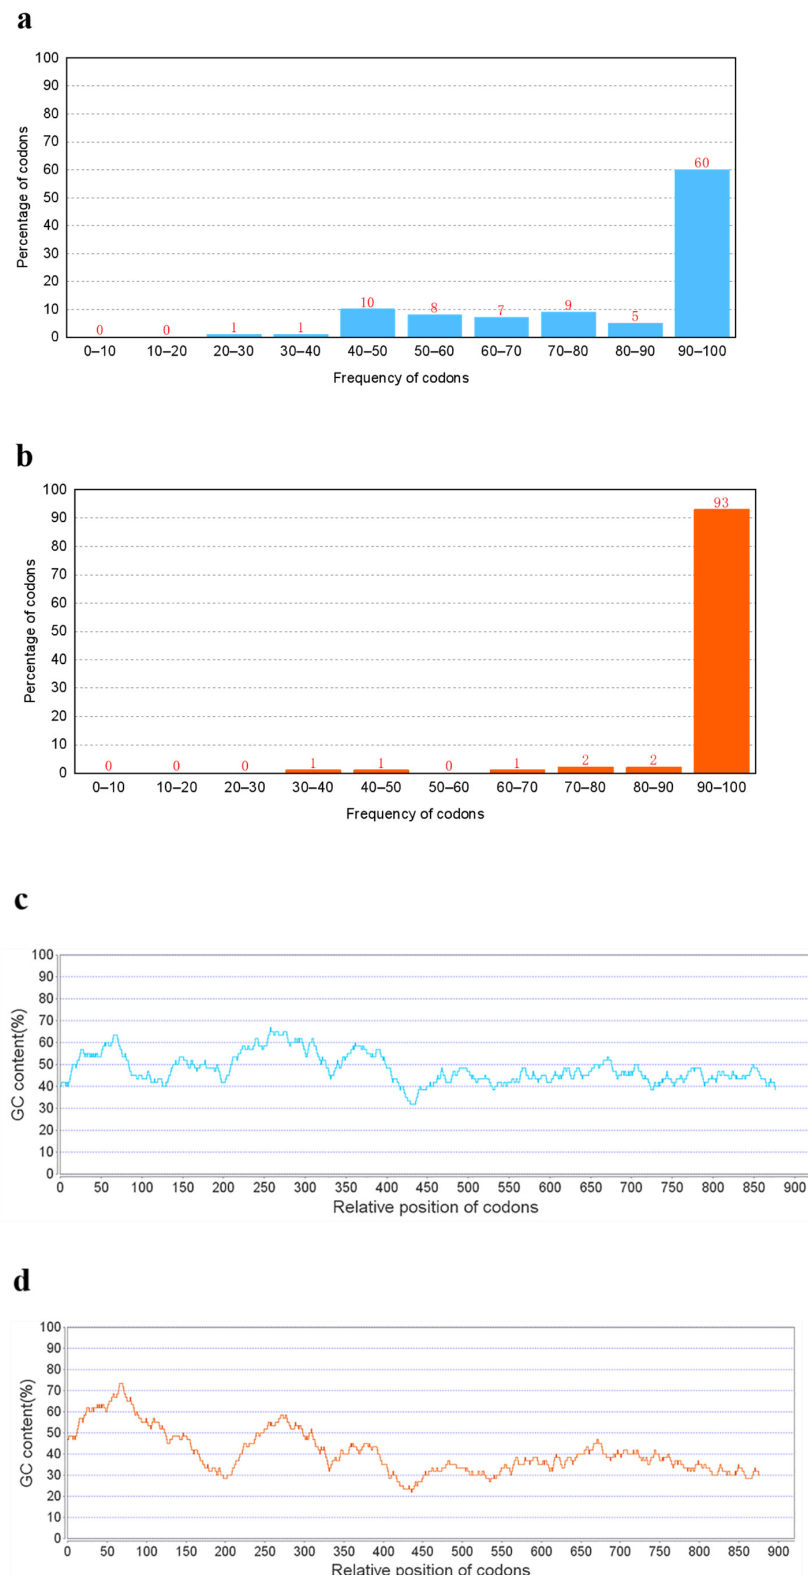 a
100
90
80
70
60
50
40
30
20
10
0
Percentage of codons
0 0 1 1 10 8 7 9 5 60
0–10 10–20 20–30 30–40 40–50 50–60 60–70 70–80 80–90 90–100
Frequency of codons
b
100
90
80
70
60
50
40
30
20
10
0
Percentage of codons
0 0 0 1 1 0 1 2 2 93
0–10 10–20 20–30 30–40 40–50 50–60 60–70 70–80 80–90 90–100
Frequency of codons
c
100
90
80
70
60
50
40
30
20
10
0
GC content(%)
0 50 100 150 200 250 300 350 400 450 500 550 600 650 700 750 800 850 900
Relative position of codons
d
100
90
80
70
60
50
40
30
20
10
0
GC content(%)
0 50 100 150 200 250 300 350 400 450 500 550 600 650 700 750 800 850 900
Relative position of codons